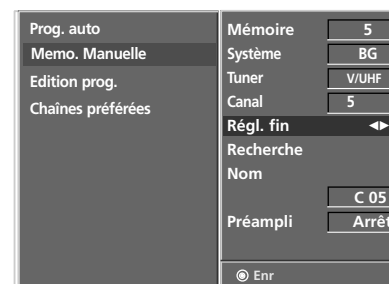 Prog. auto
Memo. Manuelle
Edition prog.
Chaînes préférées
Mémoire 5
Système BG
Tuner V/UHF
Canal 5
Régl. fin ◀▶
Recherche
Nom
C 05
Préampli Arrêt
Enr